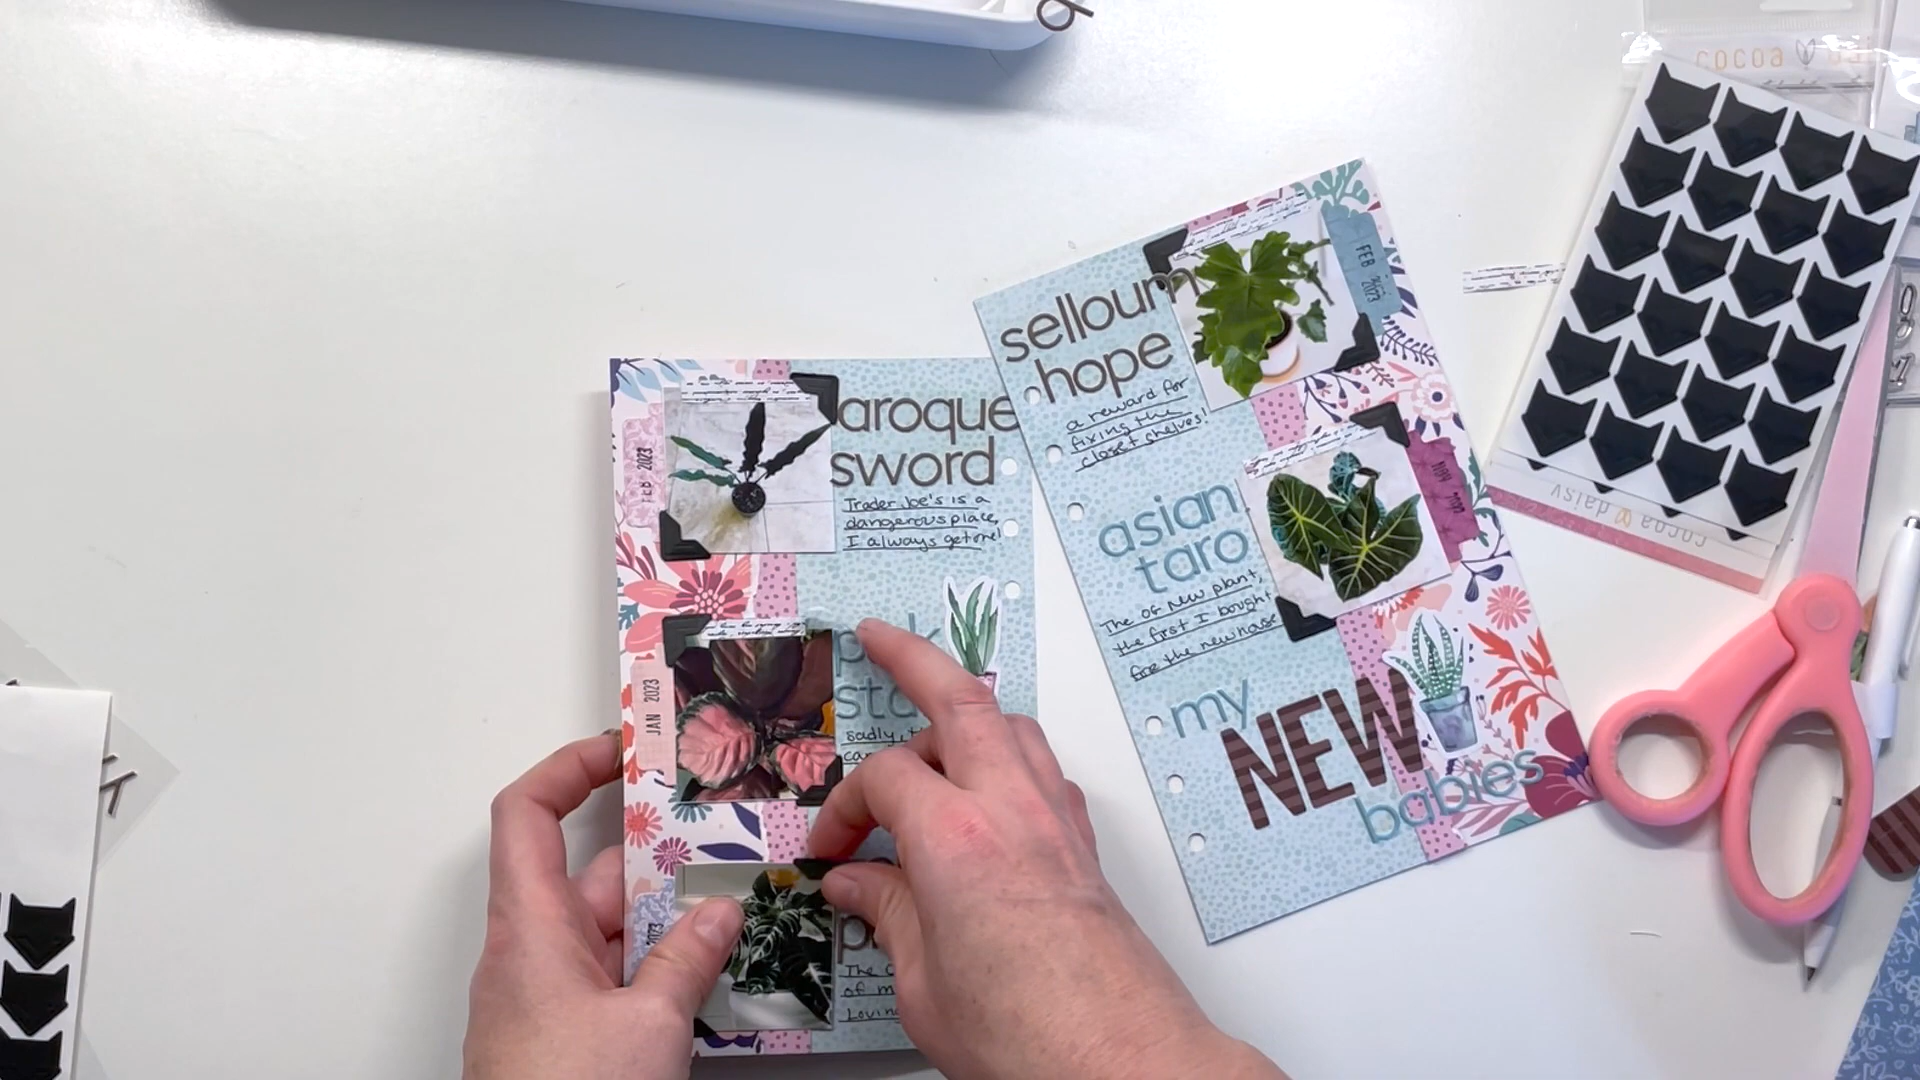 aroque
sword
Trader Joe's is a
dangerous place,
I always get one!
FEB 2023
JAN 2023
sadly,
2023
The
of
Loving
selloum
hope
a reward for
fixing the
closet shelves!
FEB 2023
asian
taro
The OG New plant,
the first I bought
for the new house
my
NEW
babies
cocoa
cocoa daisy